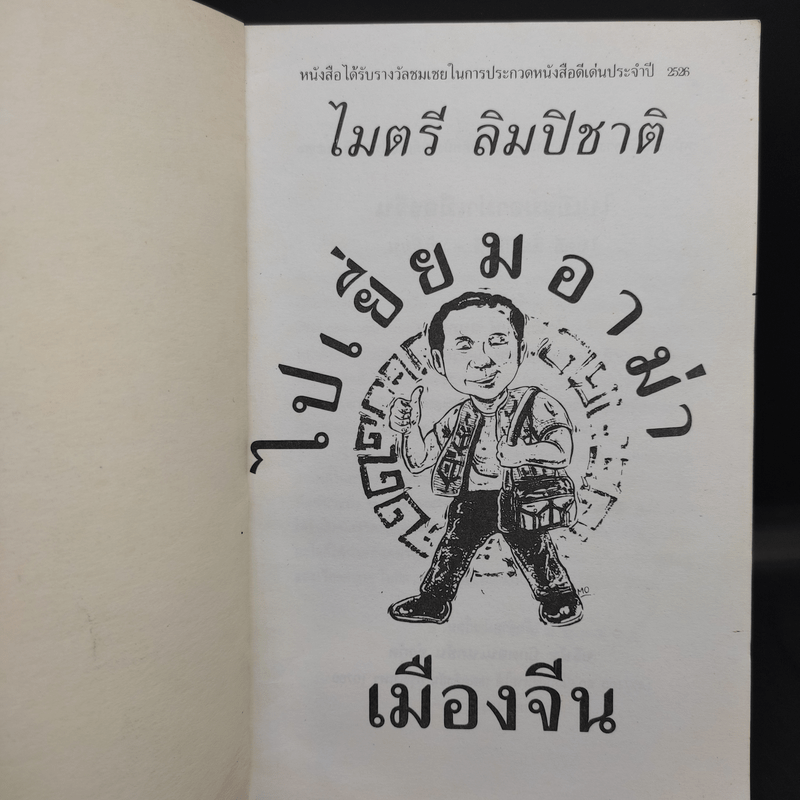 หนังสือได้รับรางวัลชมเชยในการประกวดหนังสือดีเด่นประจำปี 2526
ไมตรี ลิมปิชาติ
ไปเยี่ยมอาม่า
MO
เมืองจีน